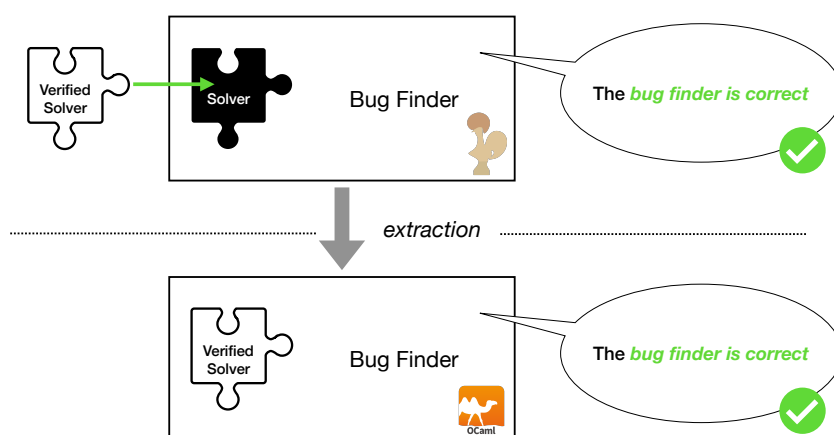 Verified
Solver
Solver
Bug Finder
The bug finder is correct
extraction
Verified
Solver
Bug Finder
OCaml
The bug finder is correct